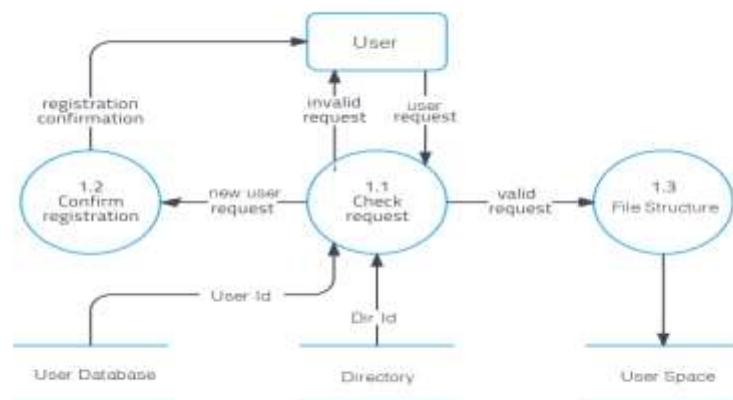 User
registration
confirmation
invalid
request
user
request
1.2
Confirm
registration
new user
request
1.1
Check
request
valid
request
1.3
File Structure
User Id
Dir Id
User Database
Directory
User Space